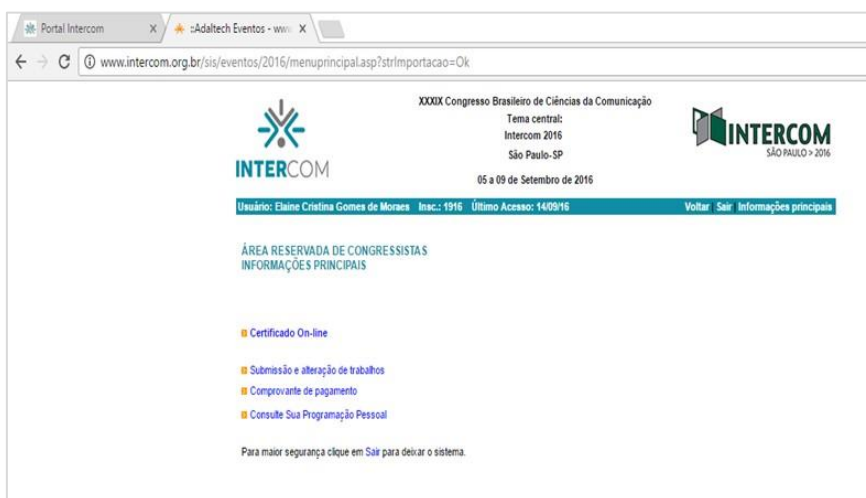 Portal Intercom
::Adaltech Eventos - www
www.intercom.org.br/sis/eventos/2016/menuprincipal.asp?strImportacao=Ok
INTERCOM
XXXIX Congresso Brasileiro de Ciências da Comunicação
Tema central:
Intercom 2016
São Paulo-SP
05 a 09 de Setembro de 2016
INTERCOM
SÃO PAULO > 2016
Usuário: Elaine Cristina Gomes de Moraes Insc.: 1916 Último Acesso: 14/09/16 Voltar | Sair | Informações principais
ÁREA RESERVADA DE CONGRESSISTAS
INFORMAÇÕES PRINCIPAIS
Certificado On-line
Submissão e alteração de trabalhos
Comprovante de pagamento
Consulte Sua Programação Pessoal
Para maior segurança clique em Sair para deixar o sistema.